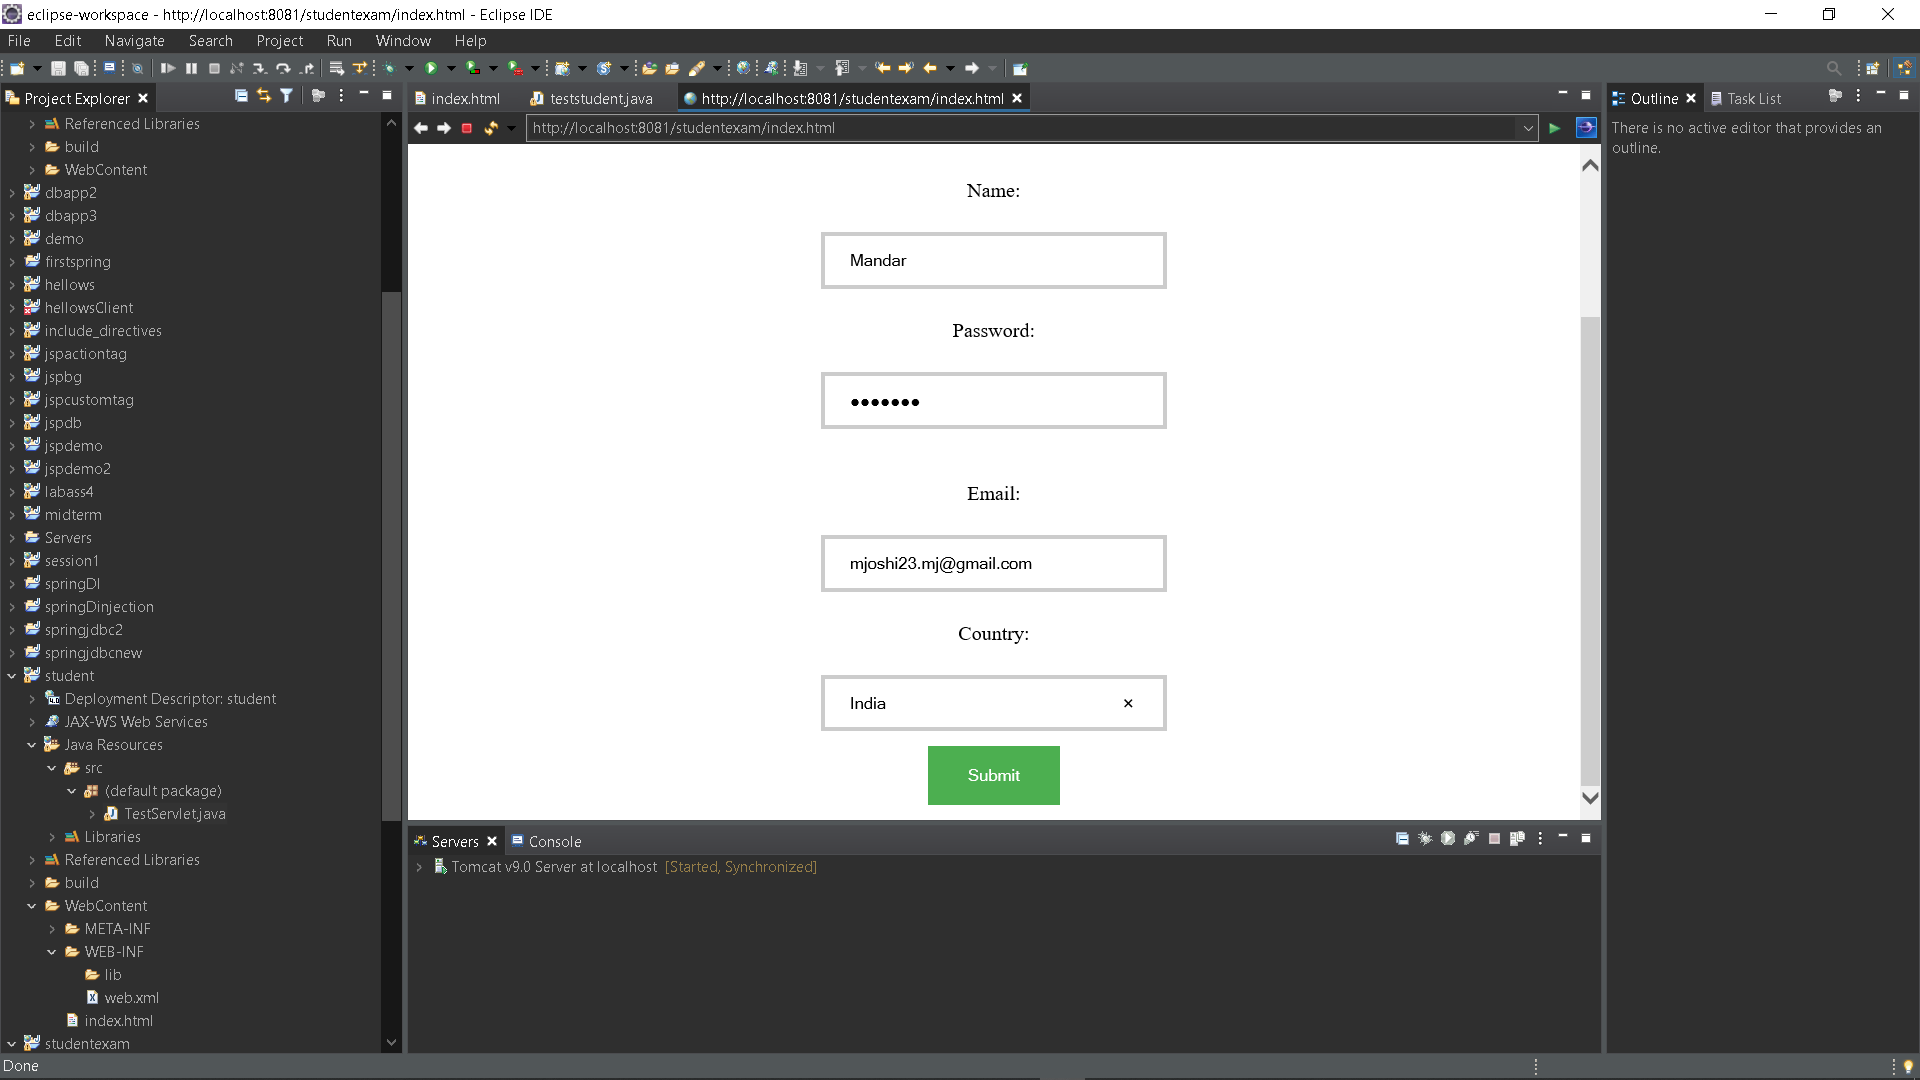 eclipse-workspace - http://localhost:8081/studentexam/index.html - Eclipse IDE
File Edit Navigate Search Project Run Window Help
Project Explorer
Referenced Libraries
build
WebContent
dbapp2
dbapp3
demo
firstspring
hellows
hellowsClient
include_directives
jspactiontag
jspbg
jspcustomtag
jspdb
jspdemo
jspdemo2
labass4
midterm
Servers
session1
springDI
springDinjection
springjdbc2
springjdbcnew
student
Deployment Descriptor: student
JAX-WS Web Services
Java Resources
src
(default package)
TestServlet.java
Libraries
Referenced Libraries
build
WebContent
META-INF
WEB-INF
lib
web.xml
index.html
studentexam
index.html teststudent.java http://localhost:8081/studentexam/index.html
http://localhost:8081/studentexam/index.html
Name:
Mandar
Password:
•••••••
Email:
mjoshi23.mj@gmail.com
Country:
India
Submit
Servers Console
Tomcat v9.0 Server at localhost [Started, Synchronized]
Outline Task List
There is no active editor that provides an
outline.
Done